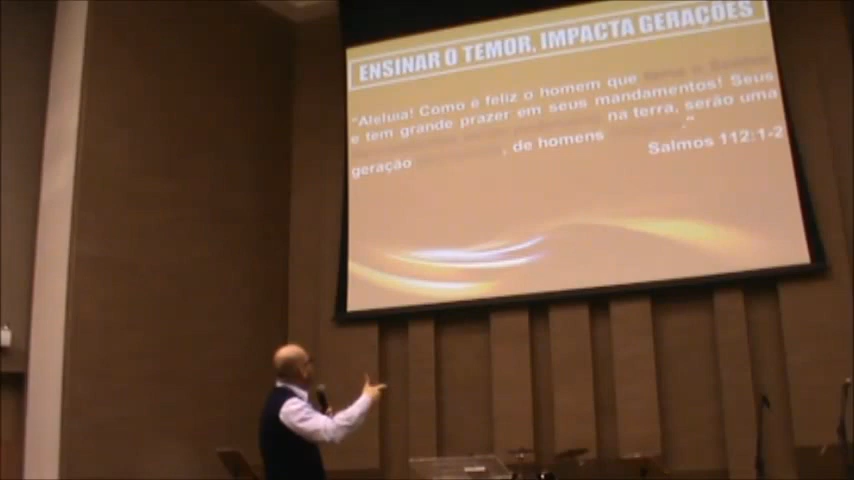 ENSINAR O TEMOR, IMPACTA GERAÇÕES
"Aleluia! Como é feliz o homem que
e tem grande prazer em seus mandamentos! Seus
na terra, serão uma
geração , de homens ."
Salmos 112:1-2